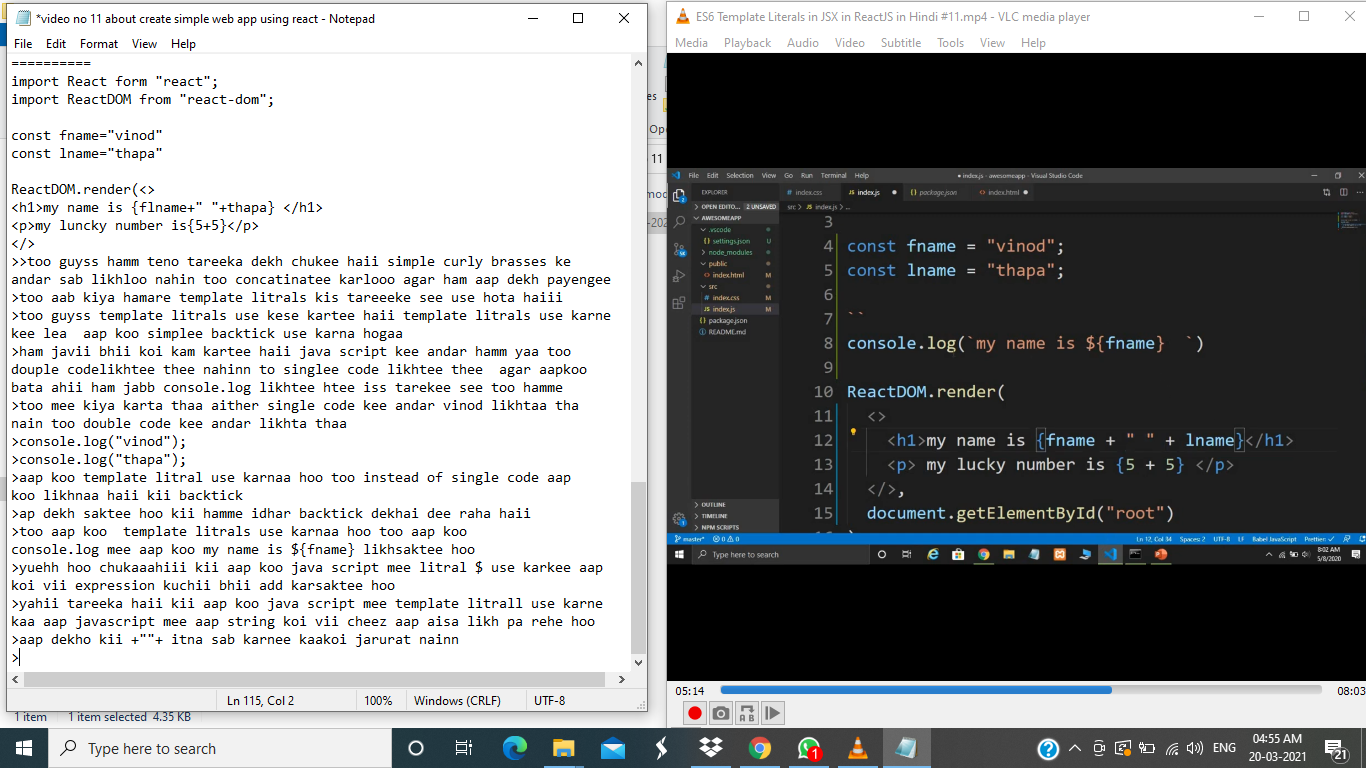 *video no 11 about create simple web app using react - Notepad
File Edit Format View Help
==========
import React form "react";
import ReactDOM from "react-dom";
const fname="vinod"
const lname="thapa"
ReactDOM.render(<>
<h1>my name is {flname+" "+thapa} </h1>
<p>my luncky number is{5+5}</p>
</>
>>too guyss hamm teno tareeka dekh chukee haii simple curly brasses ke
andar sab likhloo nahin too concatinatee karlooo agar ham aap dekh payengee
>too aab kiya hamare template litrals kis tareeeke see use hota haiii
>too guyss template litrals use kese kartee haii template litrals use karne
kee lea  aap koo simplee backtick use karna hogaa
>ham javii bhii koi kam kartee haii java script kee andar hamm yaa too
douple codelikhtee thee nahinn to singlee code likhtee thee  agar aapkoo
bata ahii ham jabb console.log likhtee htee iss tarekee see too hamme
>too mee kiya karta thaa aither single code kee andar vinod likhtaa tha
nain too double code kee andar likhta thaa
>console.log("vinod");
>console.log("thapa");
>aap koo template litral use karnaa hoo too instead of single code aap
koo likhnaa haii kii backtick
>ap dekh saktee hoo kii hamme idhar backtick dekhai dee raha haii
>too aap koo  template litrals use karnaa hoo too aap koo
console.log mee aap koo my name is ${fname} likhsaktee hoo
>yuehh hoo chukaaahiii kii aap koo java script mee litral $ use karkee aap
koi vii expression kuchii bhii add karsaktee hoo
>yahii tareeka haii kii aap koo java script mee template litrall use karne
kaa aap javascript mee aap string koi vii cheez aap aisa likh pa rehe hoo
>aap dekho kii +""+ itna sab karnee kaakoi jarurat nainn
>
Ln 115, Col 2 100% Windows (CRLF) UTF-8
1 item 1 item selected 4.35 KB
ES6 Template Literals in JSX in ReactJS in Hindi #11.mp4 - VLC media player
Media Playback Audio Video Subtitle Tools View Help
File Edit Selection View Go Run Terminal Help
● index.js - awesomeapp - Visual Studio Code
EXPLORER
# index.css JS index.js ● {} package.json <> index.html ●
> OPEN EDITO... 2 UNSAVED
src > JS index.js > ...
AWESOMEAPP
.vscode
{} settings.json U
> node_modules
public
<> index.html M
src
# index.css M
JS index.js M
{} package.json
README.md
> OUTLINE
> TIMELINE
> NPM SCRIPTS
3
4 const fname = "vinod";
5 const lname = "thapa";
6
7 ``
8 console.log(`my name is ${fname}  `)
9
10 ReactDOM.render(
11 <>
12 <h1>my name is {fname + " " + lname}</h1>
13 <p> my lucky number is {5 + 5} </p>
14 </>,
15 document.getElementById("root")
master* 0 0 Ln 12, Col 34 Spaces: 2 UTF-8 LF Babel JavaScript Prettier: ✓
Type here to search
8:02 AM
5/8/2020
05:14 08:03
Type here to search
1
ENG
04:55 AM
20-03-2021
21